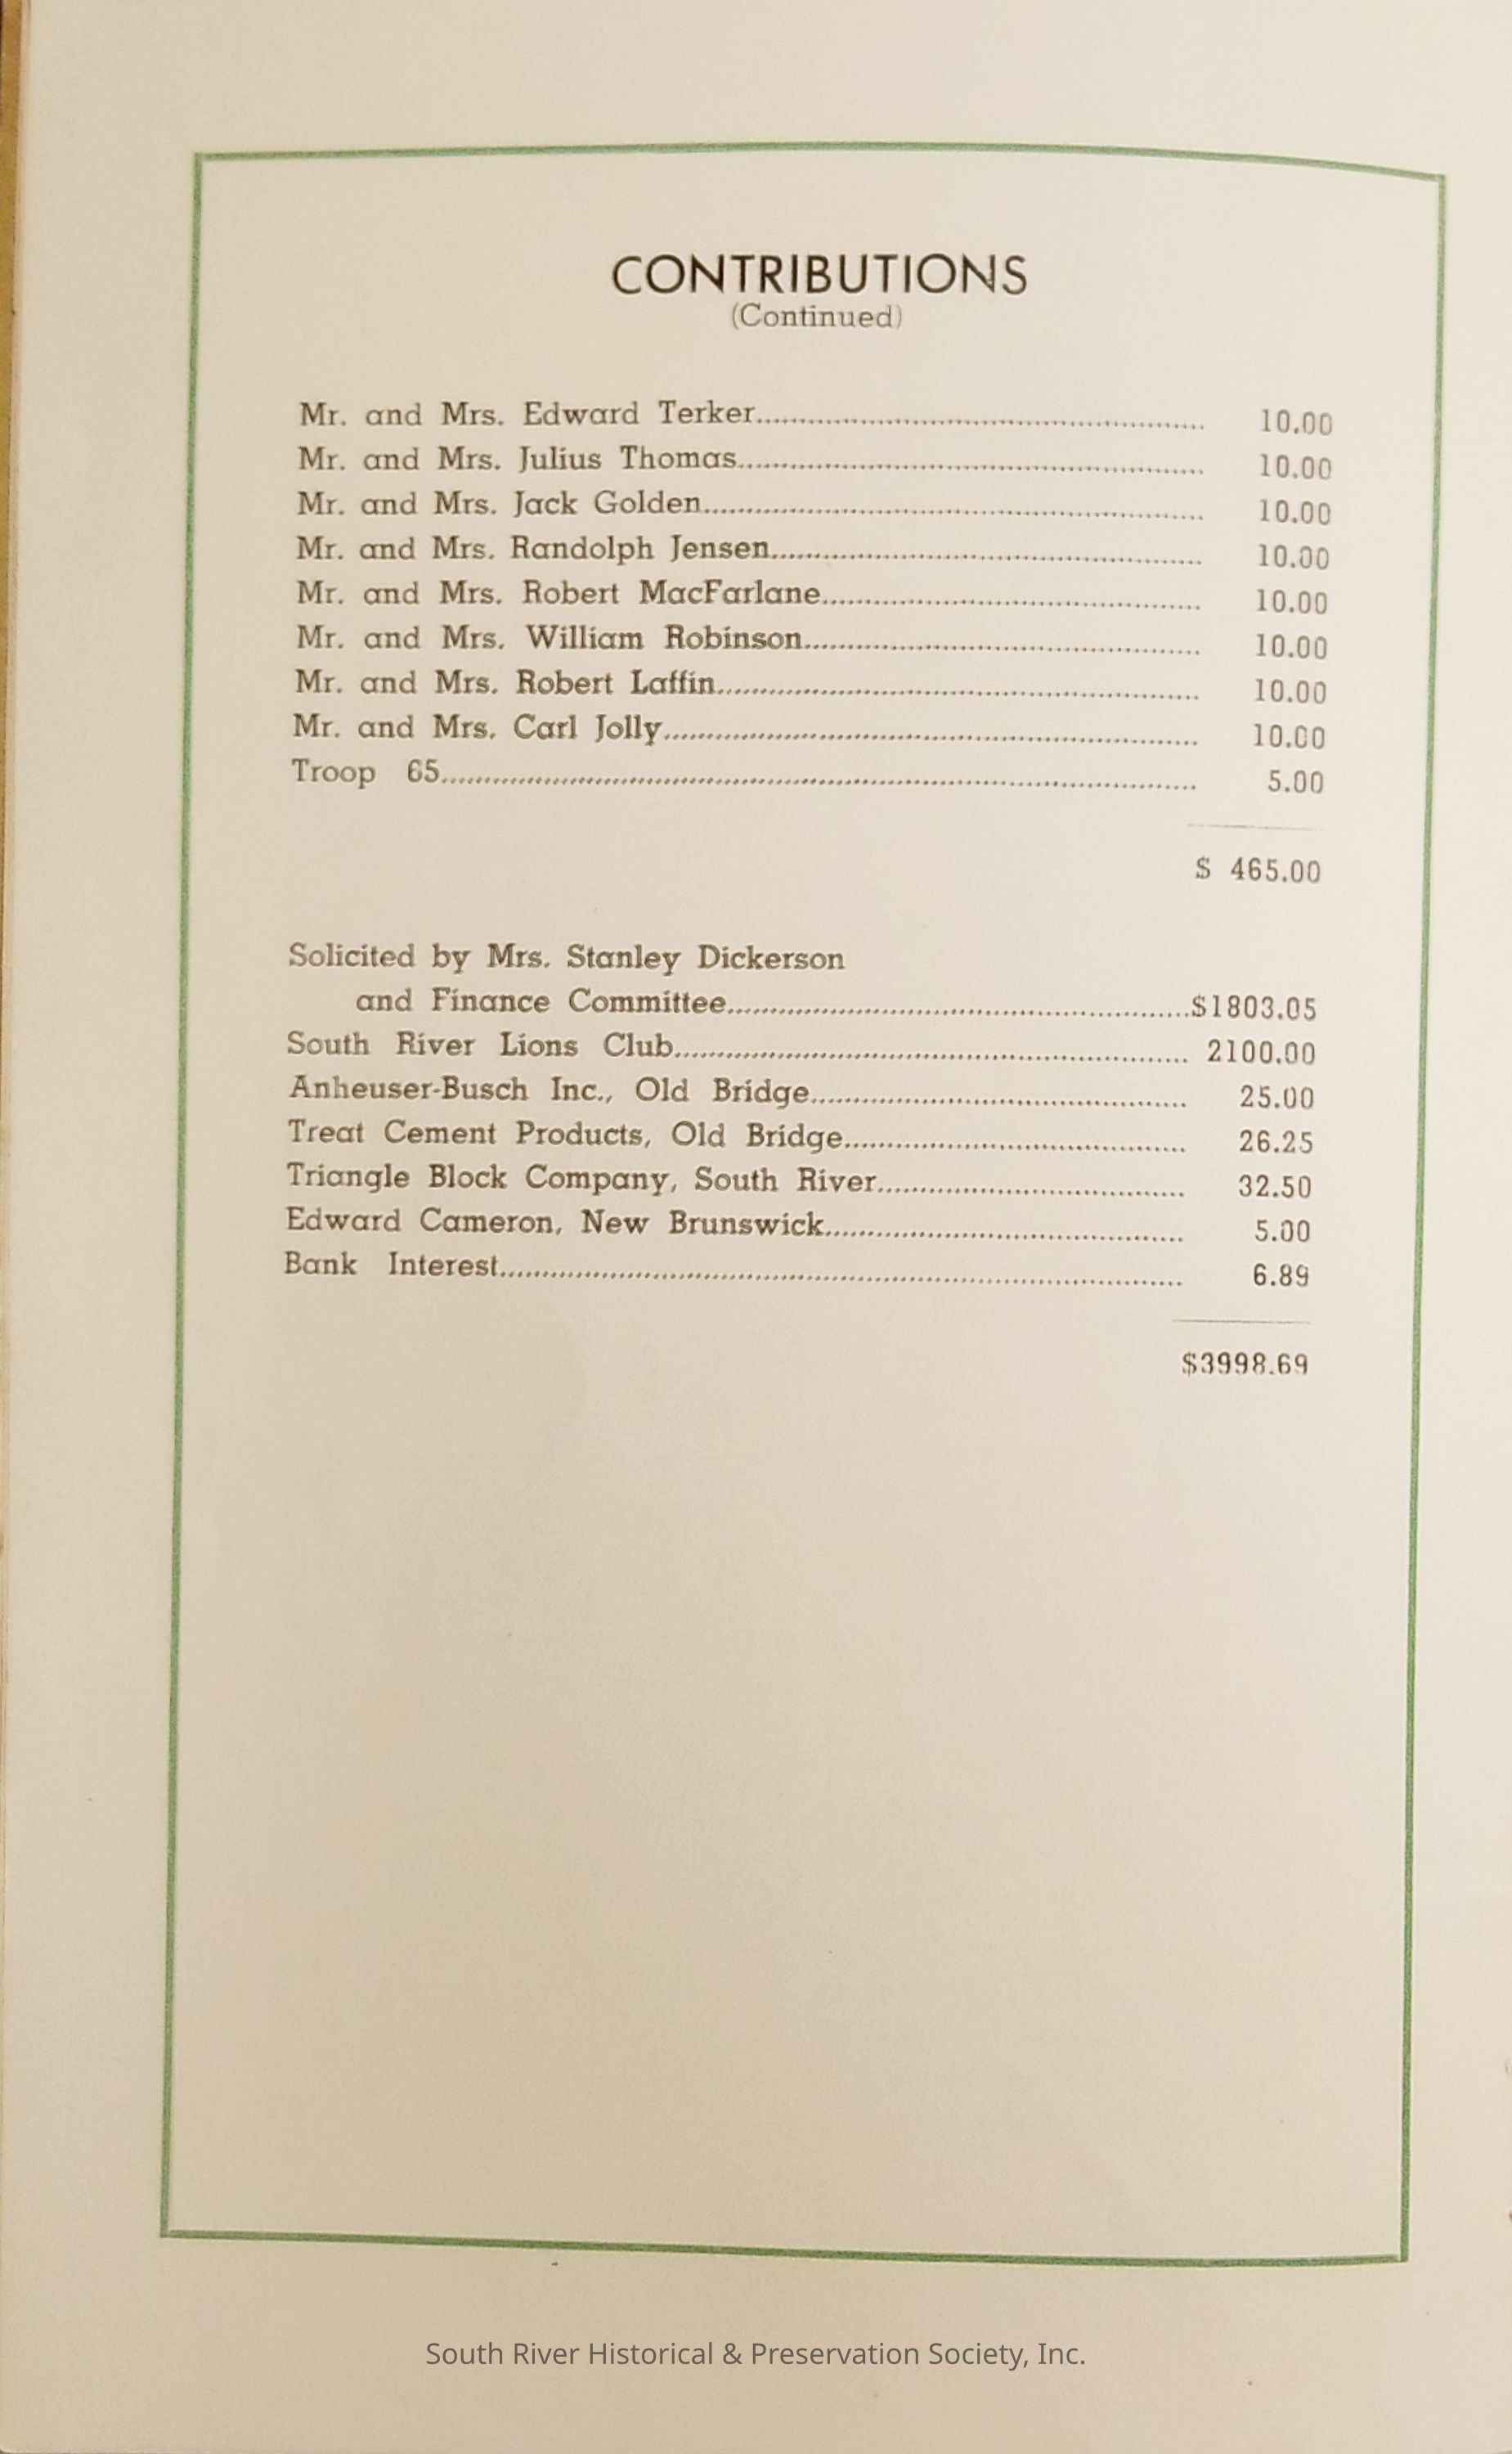 CONTRIBUTIONS
(Continued)
Mr. and Mrs. Edward Terker 10.00
Mr. and Mrs. Julius Thomas 10.00
Mr. and Mrs. Jack Golden 10.00
Mr. and Mrs. Randolph Jensen 10.00
Mr. and Mrs. Robert MacFarlane 10.00
Mr. and Mrs. William Robinson 10.00
Mr. and Mrs. Robert Laffin 10.00
Mr. and Mrs. Carl Jolly 10.00
Troop 65 5.00
$ 465.00
Solicited by Mrs. Stanley Dickerson
and Finance Committee $1803.05
South River Lions Club 2100.00
Anheuser-Busch Inc., Old Bridge 25.00
Treat Cement Products, Old Bridge 26.25
Triangle Block Company, South River 32.50
Edward Cameron, New Brunswick 5.00
Bank Interest 6.89
$3998.69
South River Historical & Preservation Society, Inc.